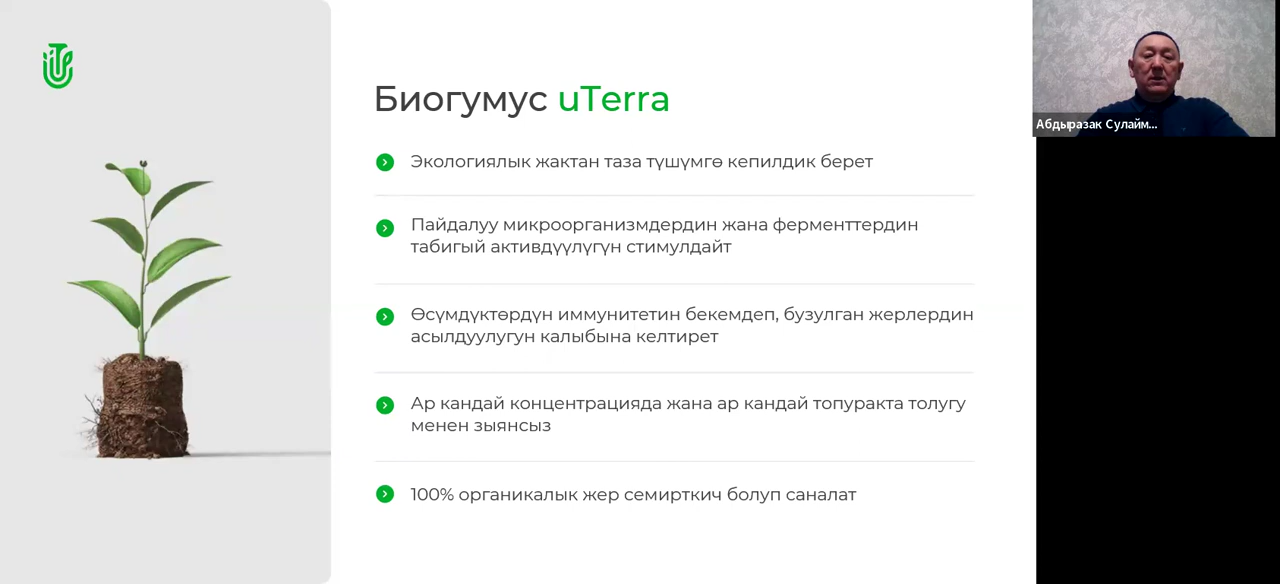 Биогумус uTerra
Экологиялык жактан таза түшүмгө кепилдик берет
Пайдалуу микроорганизмдердин жана ферменттердин
табигый активдүүлүгүн стимулдайт
Өсүмдүктөрдүн иммунитетин бекемдеп, бузулган жерлердин
асылдуулугун калыбына келтирет
Ар кандай концентрацияда жана ар кандай топуракта толугу
менен зыянсыз
100% органикалык жер семирткич болуп саналат
Абдыразак Сулайм...